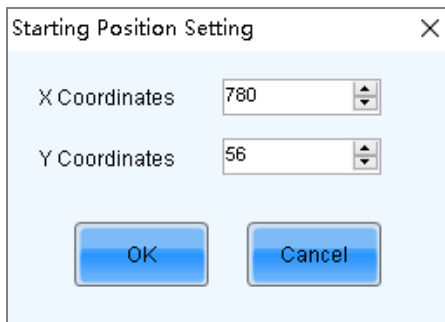 Starting Position Setting
X Coordinates 780
Y Coordinates 56
OK Cancel